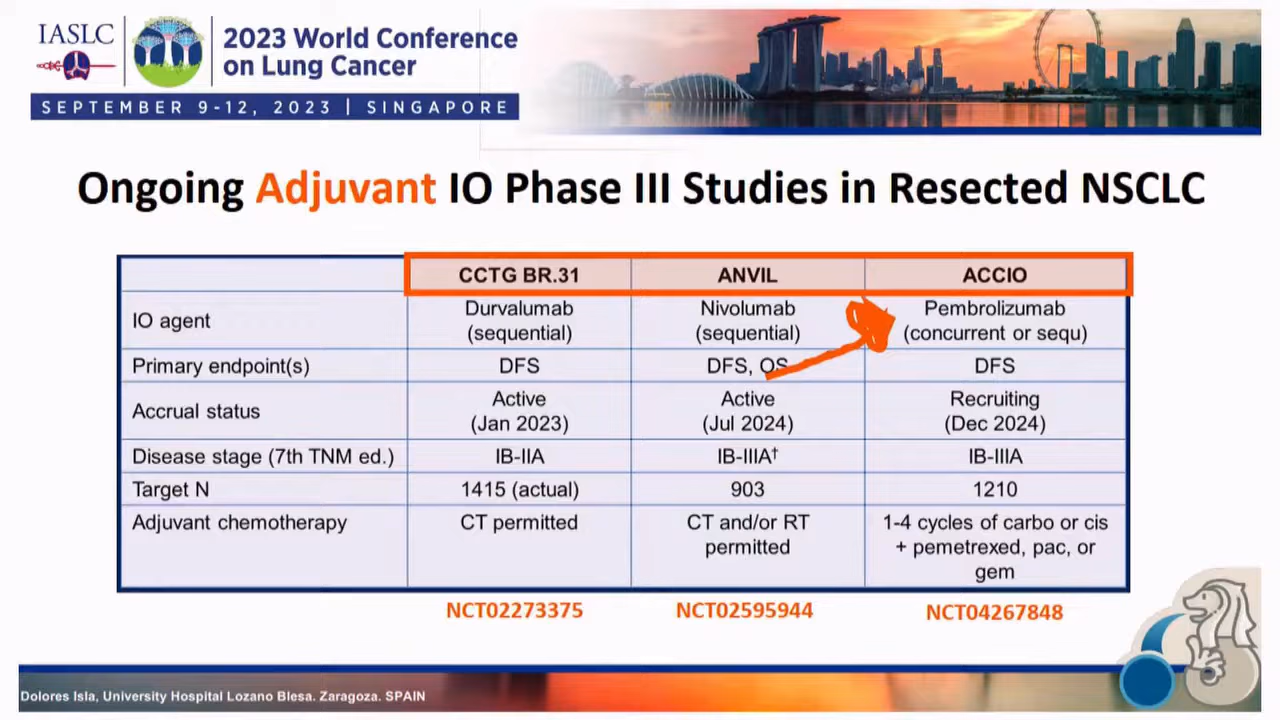 IASLC
2023 World Conference
on Lung Cancer
SEPTEMBER 9-12, 2023 | SINGAPORE
Ongoing Adjuvant IO Phase III Studies in Resected NSCLC
CCTG BR.31 ANVIL ACCIO
IO agent Durvalumab (sequential) Nivolumab (sequential) Pembrolizumab (concurrent or sequ)
Primary endpoint(s) DFS DFS, OS DFS
Accrual status Active (Jan 2023) Active (Jul 2024) Recruiting (Dec 2024)
Disease stage (7th TNM ed.) IB-IIA IB-IIIA† IB-IIIA
Target N 1415 (actual) 903 1210
Adjuvant chemotherapy CT permitted CT and/or RT permitted 1-4 cycles of carbo or cis + pemetrexed, pac, or gem
NCT02273375 NCT02595944 NCT04267848
Dolores Isla, University Hospital Lozano Blesa. Zaragoza. SPAIN